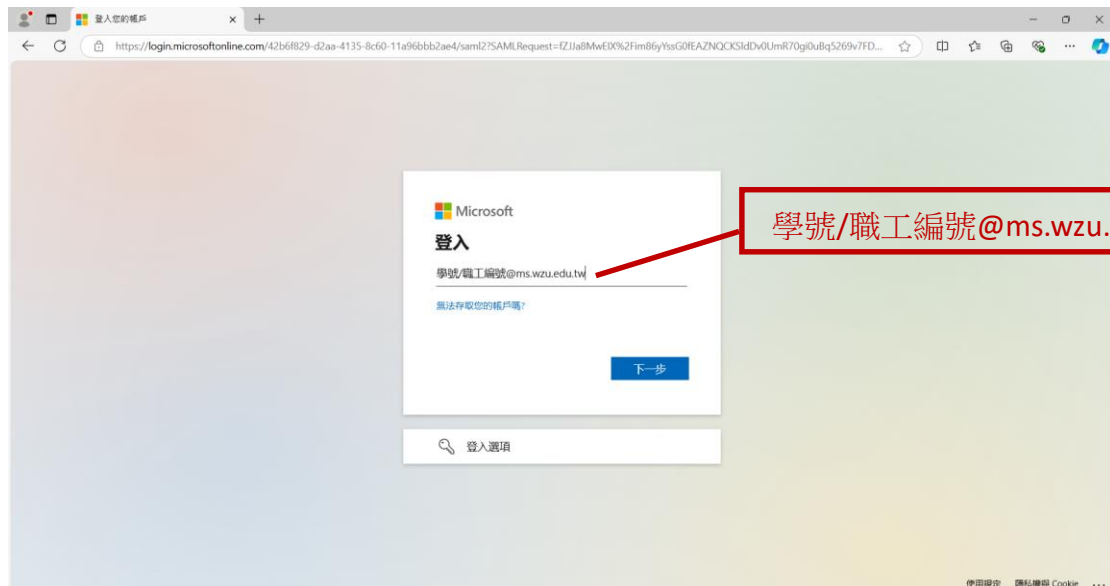 登入您的帳戶
https://login.microsoftonline.com/42b6f829-d2aa-4135-8c60-11a96bbb2ae4/saml2?SAMLRequest=fZJJa8MwEIX%2Fim86yYssG0fEAZNQCKSldDv0UmR70gi0uBq5269v7FD...
Microsoft
登入
學號/職工編號@ms.wzu.edu.tw
無法存取您的帳戶嗎?
下一步
登入選項
學號/職工編號@ms.wzu.
使用規定 隱私權與 Cookie ...